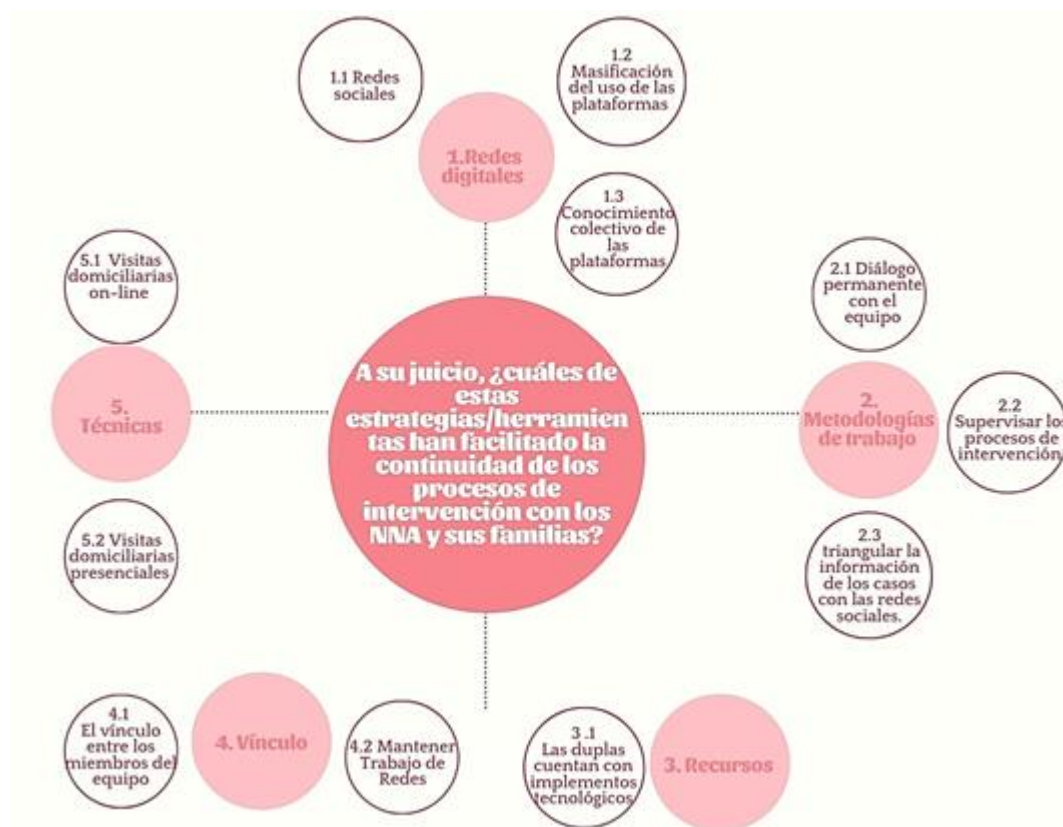 A su juicio, ¿cuáles de
estas
estrategias/herramien
tas han facilitado la
continuidad de los
procesos de
intervención con los
NNA y sus familias?
1.Redes
digitales
1.1 Redes
sociales
1.2
Masificación
del uso de las
plataformas
1.3
Conocimiento
colectivo de
las
plataformas
2.
Metodologías
de trabajo
2.1 Diálogo
permanente
con el
equipo
2.2
Supervisar los
procesos de
intervención
2.3
triangular la
información
de los casos
con las redes
sociales.
3. Recursos
3 .1
Las duplas
cuentan con
implementos
tecnológicos
4. Vínculo
4.1
El vínculo
entre los
miembros del
equipo
4.2 Mantener
Trabajo de
Redes
5.
Técnicas
5.1 Visitas
domiciliarias
on-line
5.2 Visitas
domiciliarias
presenciales